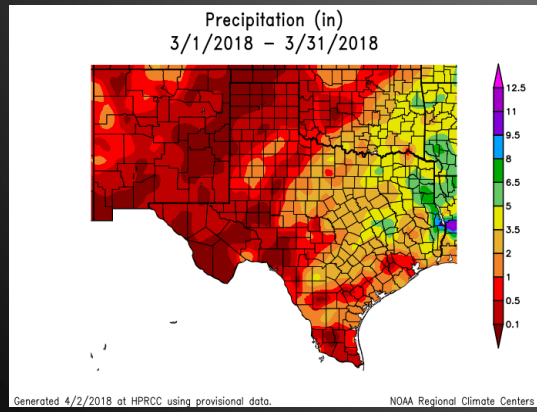 Precipitation (in)
3/1/2018 – 3/31/2018
12.5
11
9.5
8
6.5
5
3.5
2
1
0.5
0.1
Generated 4/2/2018 at HPRCC using provisional data.
NOAA Regional Climate Centers